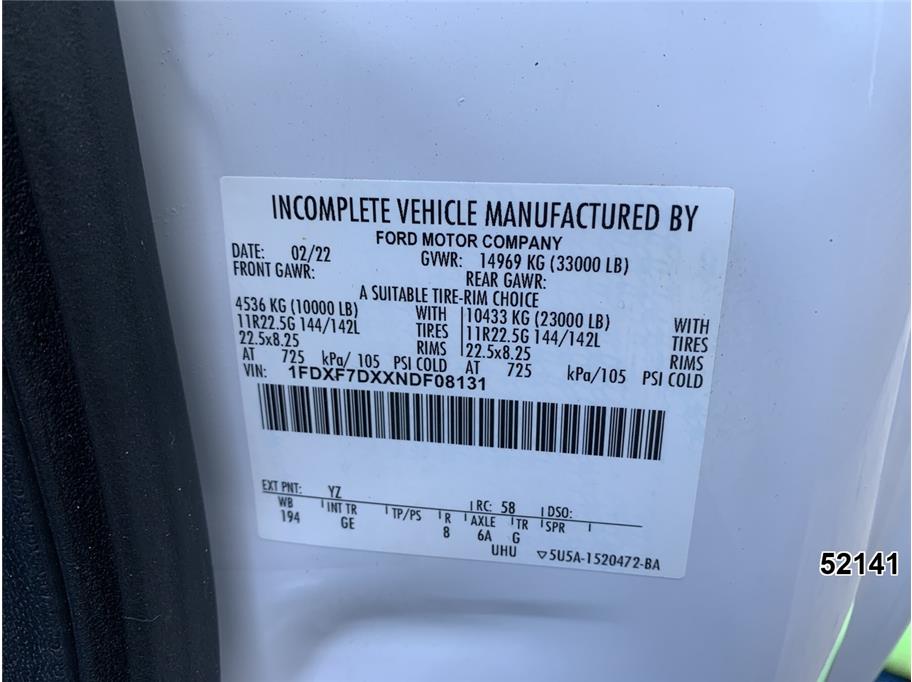 INCOMPLETE VEHICLE MANUFACTURED BY
FORD MOTOR COMPANY
DATE: 02/22 GVWR: 14969 KG (33000 LB)
FRONT GAWR: REAR GAWR:
A SUITABLE TIRE-RIM CHOICE
4536 KG (10000 LB) WITH 10433 KG (23000 LB) WITH
11R22.5G 144/142L TIRES 11R22.5G 144/142L TIRES
22.5x8.25 RIMS 22.5x8.25 RIMS
AT 725 kPa/ 105 PSI COLD AT 725 kPa/105 PSI COLD
VIN: 1FDXF7DXXNDF08131
EXT PNT: YZ RC: 58 DSO:
WB INT TR TP/PS R AXLE TR SPR
194 GE 8 6A G
UHU ▽5U5A-1520472-BA
52141